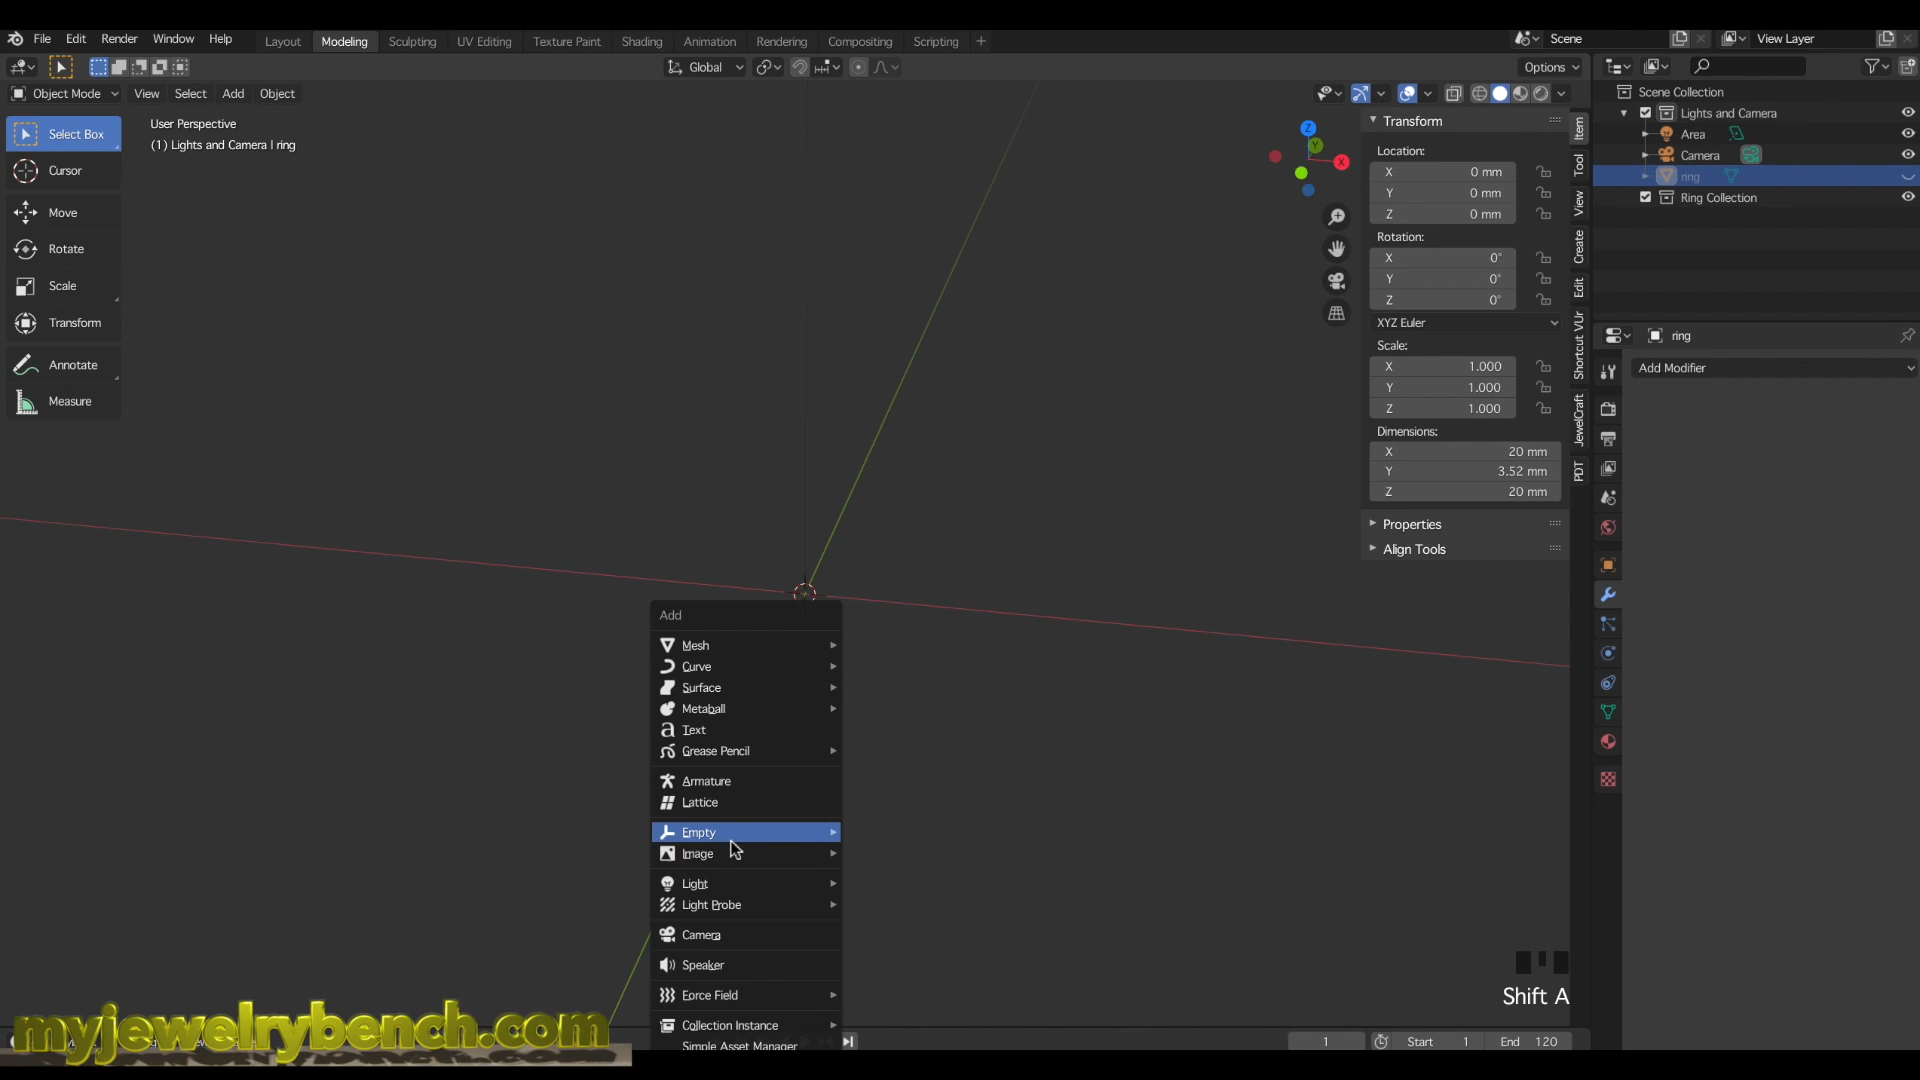 File Edit Render Window Help Layout Modeling Sculpting UV Editing Texture Paint Shading Animation Rendering Compositing Scripting + Scene View Layer
Global Options
Object Mode View Select Add Object
User Perspective
(1) Lights and Camera | ring
Select Box
Cursor
Move
Rotate
Scale
Transform
Annotate
Measure
Z
Y
X
Transform
Location:
X 0 mm
Y 0 mm
Z 0 mm
Rotation:
X 0°
Y 0°
Z 0°
XYZ Euler
Scale:
X 1.000
Y 1.000
Z 1.000
Dimensions:
X 20 mm
Y 3.52 mm
Z 20 mm
Properties
Align Tools
Item
Tool
View
Create
Edit
Shortcut VUr
JewelCraft
PDT
Scene Collection
Lights and Camera
Area
Camera
ring
Ring Collection
ring
Add Modifier
Add
Mesh
Curve
Surface
Metaball
Text
Grease Pencil
Armature
Lattice
Empty
Image
Light
Light Probe
Camera
Speaker
Force Field
Collection Instance
Simple Asset Manager
Shift A
myjewelrybench.com
1 Start 1 End 120